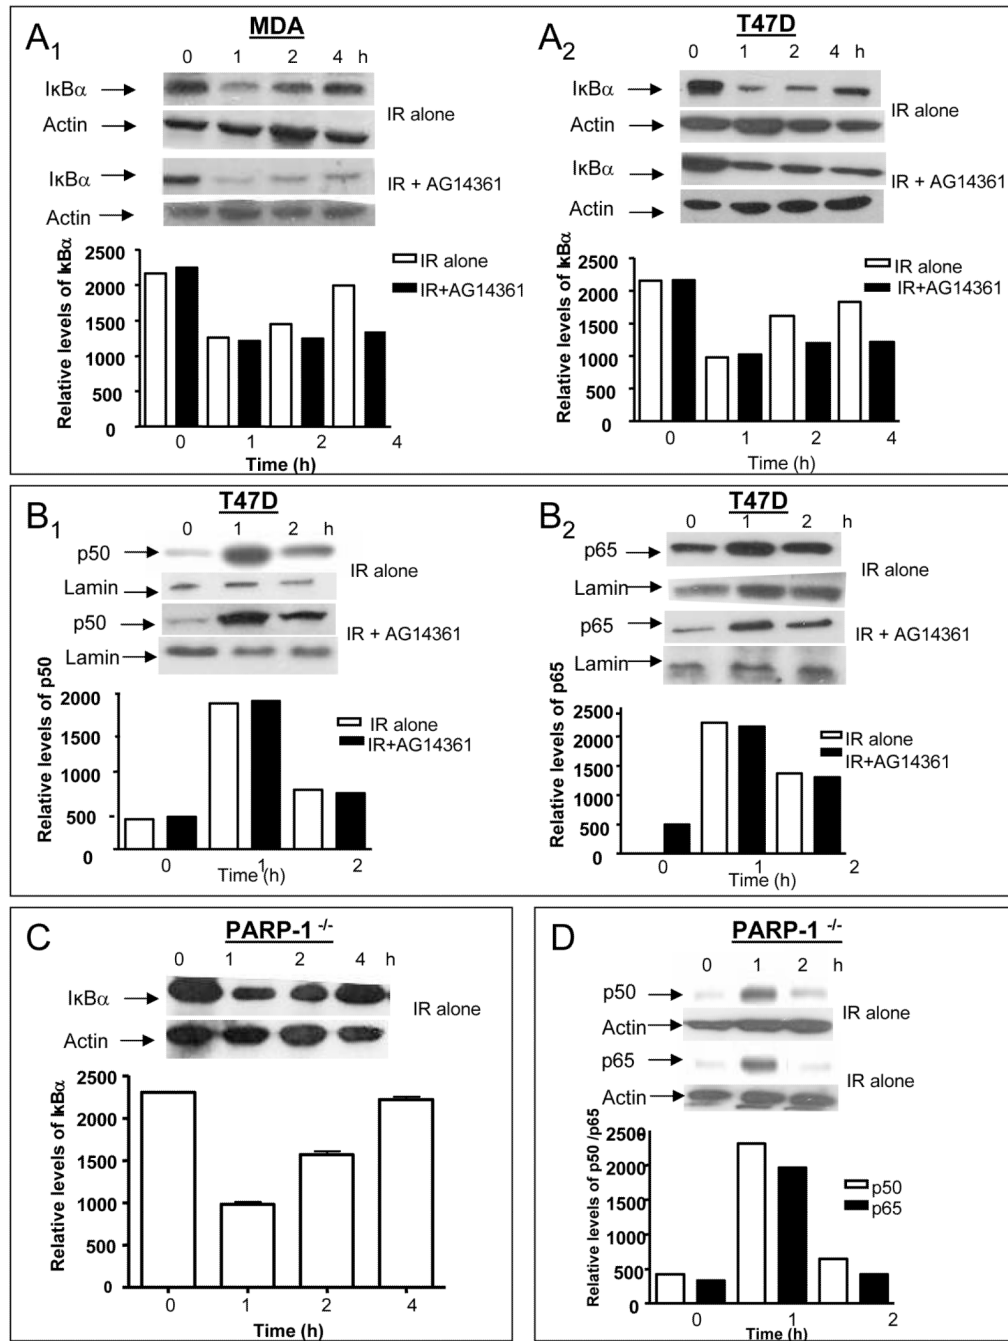 A1 MDA
0 1 2 4 h
IκBα
IR alone
Actin
IκBα
IR + AG14361
Actin
Relative levels of IκBα
2500
2000
1500
1000
500
0
IR alone
IR+AG14361
0 1 2 4
Time (h)
A2 T47D
0 1 2 4 h
IκBα
IR alone
Actin
IκBα
IR + AG14361
Actin
Relative levels of IκBα
2500
2000
1500
1000
500
0
IR alone
IR+AG14361
0 1 2 4
Time (h)
B1 T47D
0 1 2 h
p50
IR alone
Lamin
p50
IR + AG14361
Lamin
Relative levels of p50
2000
1500
1000
500
0
IR alone
IR+AG14361
0 1 2
Time (h)
B2 T47D
0 1 2 h
p65
IR alone
Lamin
p65
IR + AG14361
Lamin
Relative levels of p65
2500
2000
1500
1000
500
0
IR alone
IR+AG14361
0 1 2
Time (h)
C PARP-1 -/-
0 1 2 4 h
IκBα
IR alone
Actin
Relative levels of IκBα
2500
2000
1500
1000
500
0
0 1 2 4
Time (h)
D PARP-1 -/-
0 1 2 h
p50
IR alone
Actin
p65
IR alone
Actin
Relative levels of p50 /p65
2500
2000
1500
1000
500
0
p50
p65
0 1 2
Time (h)